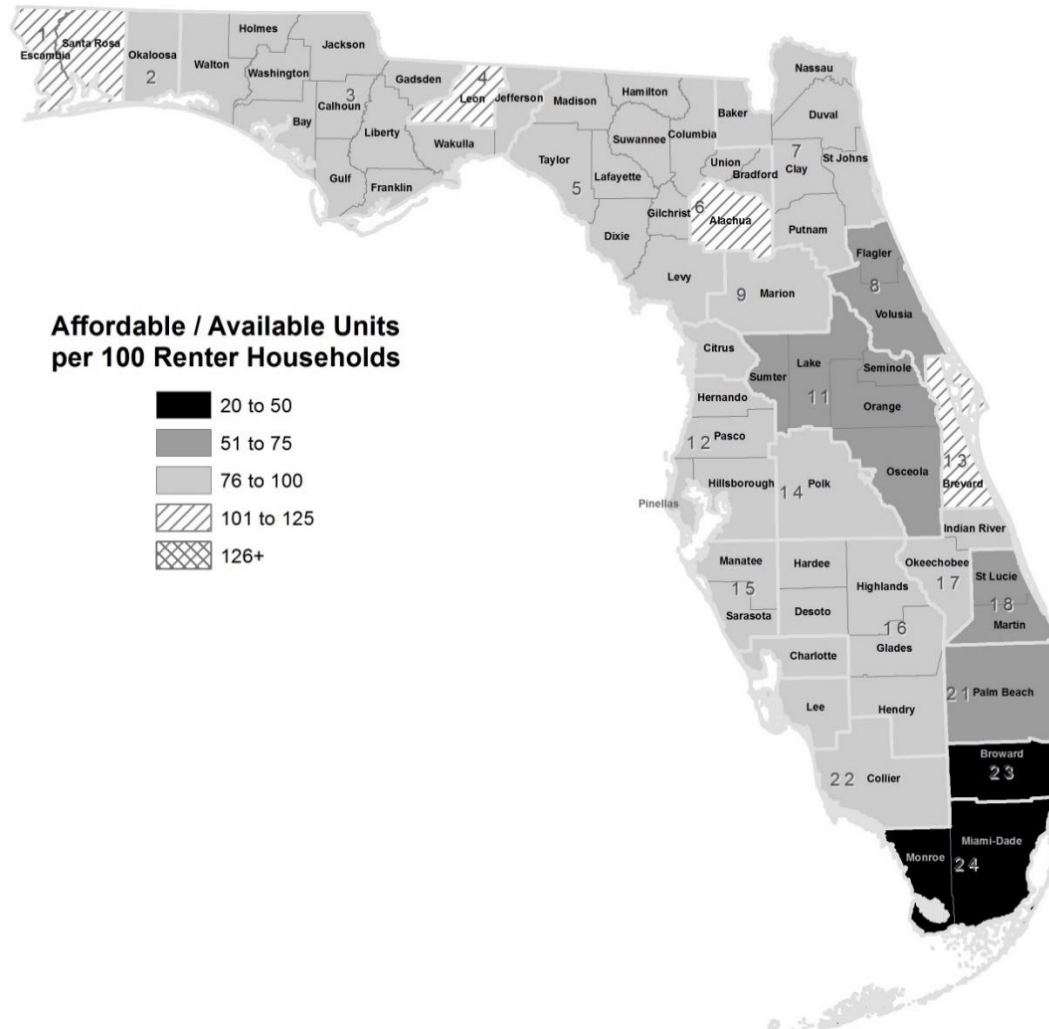 Holmes
Jackson
1
Santa Rosa
Escambia
Okaloosa
2
Walton
Washington
Gadsden
4
Leon
Jefferson
Madison
Hamilton
Nassau
Calhoun
3
Bay
Liberty
Wakulla
Suwannee
Columbia
Baker
Duval
Gulf
Franklin
Taylor
5
Lafayette
Union
Bradford
7
Clay
St Johns
Dixie
Gilchrist
6
Alachua
Putnam
Levy
Flagler
8
Volusia
9
Marion
Affordable / Available Units
per 100 Renter Households
20 to 50
51 to 75
76 to 100
101 to 125
126+
Citrus
Sumter
Lake
11
Seminole
Orange
Hernando
12
Pasco
Osceola
13
Brevard
Hillsborough
14
Polk
Pinellas
Indian River
Manatee
15
Sarasota
Hardee
Desoto
Highlands
16
Glades
Okeechobee
17
St Lucie
18
Martin
Charlotte
Lee
Hendry
21
Palm Beach
22
Collier
Broward
23
Monroe
Miami-Dade
24